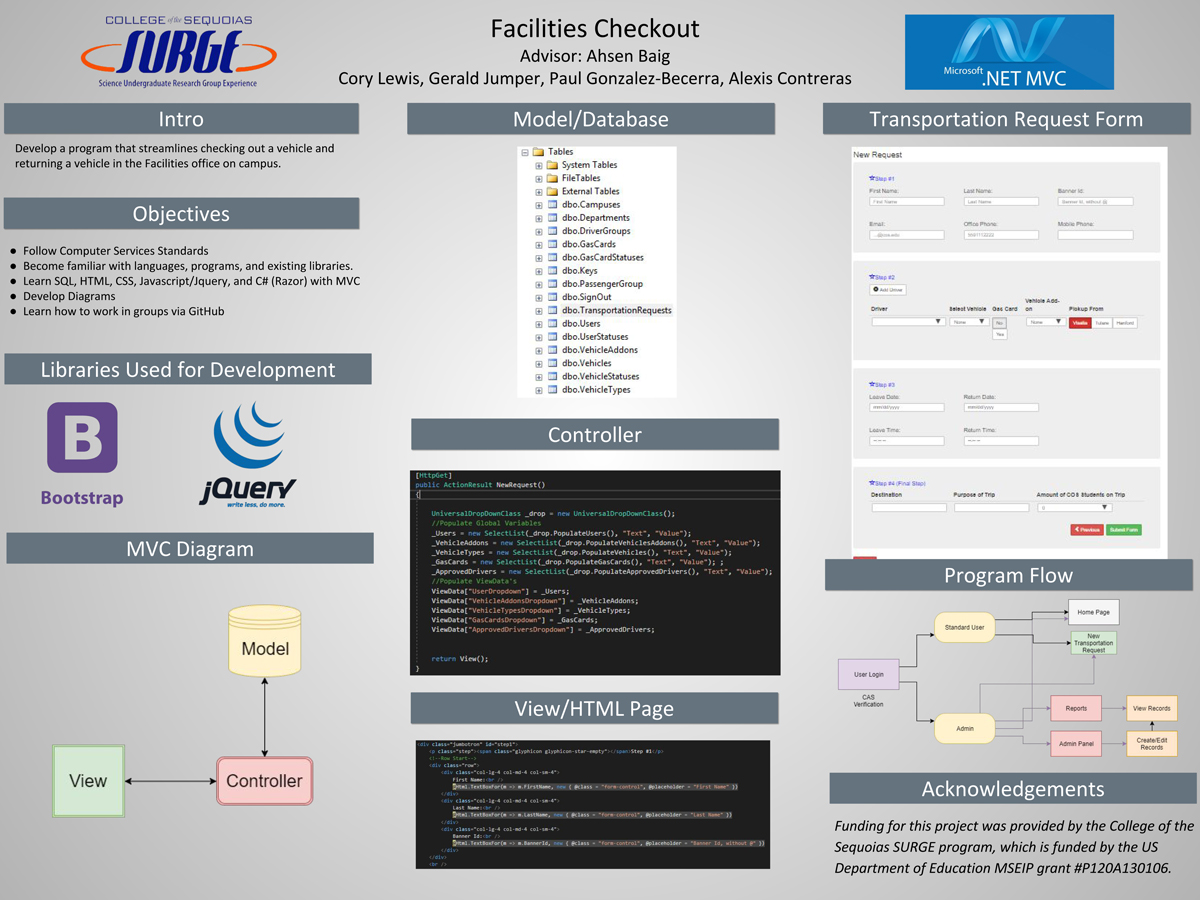 COLLEGE of the SEQUOIAS
SURGE
Science Undergraduate Research Group Experience
Facilities Checkout
Advisor: Ahsen Baig
Cory Lewis, Gerald Jumper, Paul Gonzalez-Becerra, Alexis Contreras
Microsoft
.NET MVC
Intro
Develop a program that streamlines checking out a vehicle and
returning a vehicle in the Facilities office on campus.
Objectives
● Follow Computer Services Standards
● Become familiar with languages, programs, and existing libraries.
● Learn SQL, HTML, CSS, Javascript/Jquery, and C# (Razor) with MVC
● Develop Diagrams
● Learn how to work in groups via GitHub
Libraries Used for Development
B
Bootstrap
jQuery
write less, do more.
MVC Diagram
Model
View
Controller
Model/Database
Tables
System Tables
FileTables
External Tables
dbo.Campuses
dbo.Departments
dbo.DriverGroups
dbo.GasCards
dbo.GasCardStatuses
dbo.Keys
dbo.PassengerGroup
dbo.SignOut
dbo.TransportationRequests
dbo.Users
dbo.UserStatuses
dbo.VehicleAddons
dbo.Vehicles
dbo.VehicleStatuses
dbo.VehicleTypes
Controller
[HttpGet]
public ActionResult NewRequest()
{
UniversalDropDownClass _drop = new UniversalDropDownClass();
//Populate Global Variables
_Users = new SelectList(_drop.PopulateUsers(), "Text", "Value");
_VehicleAddons = new SelectList(_drop.PopulateVehiclesAddons(), "Text", "Value");
_VehicleTypes = new SelectList(_drop.PopulateVehicles(), "Text", "Value");
_GasCards = new SelectList(_drop.PopulateGasCards(), "Text", "Value"); ;
_ApprovedDrivers = new SelectList(_drop.PopulateApprovedDrivers(), "Text", "Value");
//Populate ViewData's
ViewData["UserDropdown"] = _Users;
ViewData["VehicleAddonsDropdown"] = _VehicleAddons;
ViewData["VehicleTypesDropdown"] = _VehicleTypes;
ViewData["GasCardsDropdown"] = _GasCards;
ViewData["ApprovedDriversDropdown"] = _ApprovedDrivers;
return View();
}
View/HTML Page
<div class="jumbotron" id="step1">
<p class="step"><span class="glyphicon glyphicon-star-empty"></span>Step #1</p>
<!--Row Start-->
<div class="row">
<div class="col-lg-4 col-md-4 col-sm-4">
First Name:<br />
@Html.TextBoxFor(m => m.FirstName, new { @class = "form-control", @placeholder = "First Name" })
</div>
<div class="col-lg-4 col-md-4 col-sm-4">
Last Name:<br />
@Html.TextBoxFor(m => m.LastName, new { @class = "form-control", @placeholder = "Last Name" })
</div>
<div class="col-lg-4 col-md-4 col-sm-4">
Banner Id:<br />
@Html.TextBoxFor(m => m.BannerId, new { @class = "form-control", @placeholder = "Banner Id, without @" })
</div>
</div>
<br />
Transportation Request Form
New Request
Step #1
First Name: Last Name: Banner Id:
First Name Last Name Banner Id, without @
Email: Office Phone: Mobile Phone:
Step #2
Add Driver
Driver Select Vehicle Gas Card Vehicle Add-on Pickup From
None No None Visalia Tulare Hanford
Yes
Step #3
Leave Date: Return Date:
mm/dd/yyyy mm/dd/yyyy
Leave Time: Return Time:
--:-- -- --:-- --
Step #4 (Final Step)
Destination Purpose of Trip Amount of COS Students on Trip
0
Previous Submit Form
Program Flow
Standard User
Home Page
New
Transportation
Request
User Login
CAS
Verification
Admin
Reports
View Records
Admin Panel
Create/Edit
Records
Acknowledgements
Funding for this project was provided by the College of the
Sequoias SURGE program, which is funded by the US
Department of Education MSEIP grant #P120A130106.